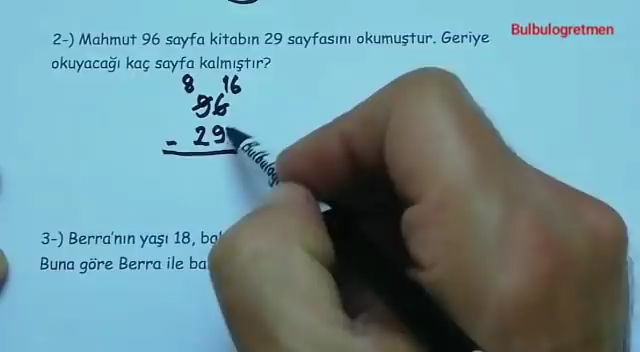 Bulbulogretmen
2-) Mahmut 96 sayfa kitabın 29 sayfasını okumuştur. Geriye
okuyacağı kaç sayfa kalmıştır?
8 16
96
- 29
Bulbulog
3-) Berra'nın yaşı 18,
Buna göre Berra ile